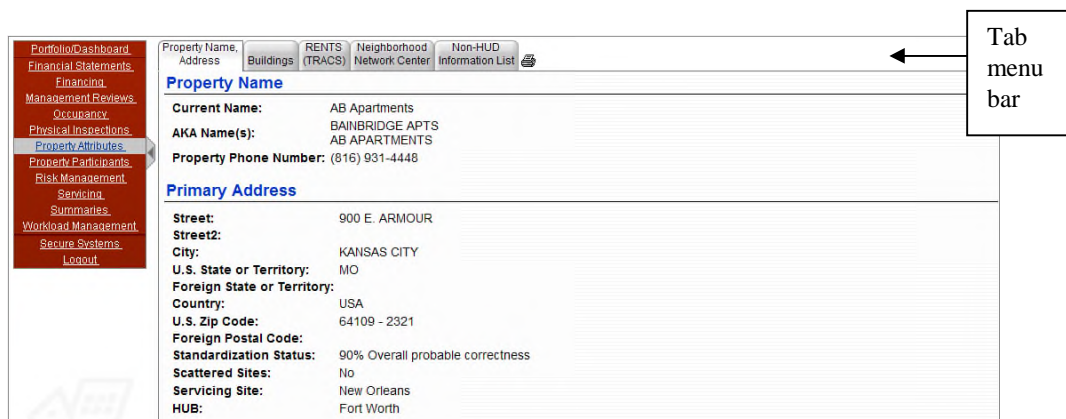 Portfolio/Dashboard
Financial Statements
Financing
Management Reviews
Occupancy
Physical Inspections
Property Attributes
Property Participants
Risk Management
Servicing
Summaries
Workload Management
Secure Systems
Logout
Property Name, Address
Buildings
RENTS (TRACS)
Neighborhood Network Center
Non-HUD Information List
Tab
menu
bar
Property Name
Current Name: AB Apartments
AKA Name(s): BAINBRIDGE APTS
AB APARTMENTS
Property Phone Number: (816) 931-4448
Primary Address
Street: 900 E. ARMOUR
Street2:
City: KANSAS CITY
U.S. State or Territory: MO
Foreign State or Territory:
Country: USA
U.S. Zip Code: 64109 - 2321
Foreign Postal Code:
Standardization Status: 90% Overall probable correctness
Scattered Sites: No
Servicing Site: New Orleans
HUB: Fort Worth